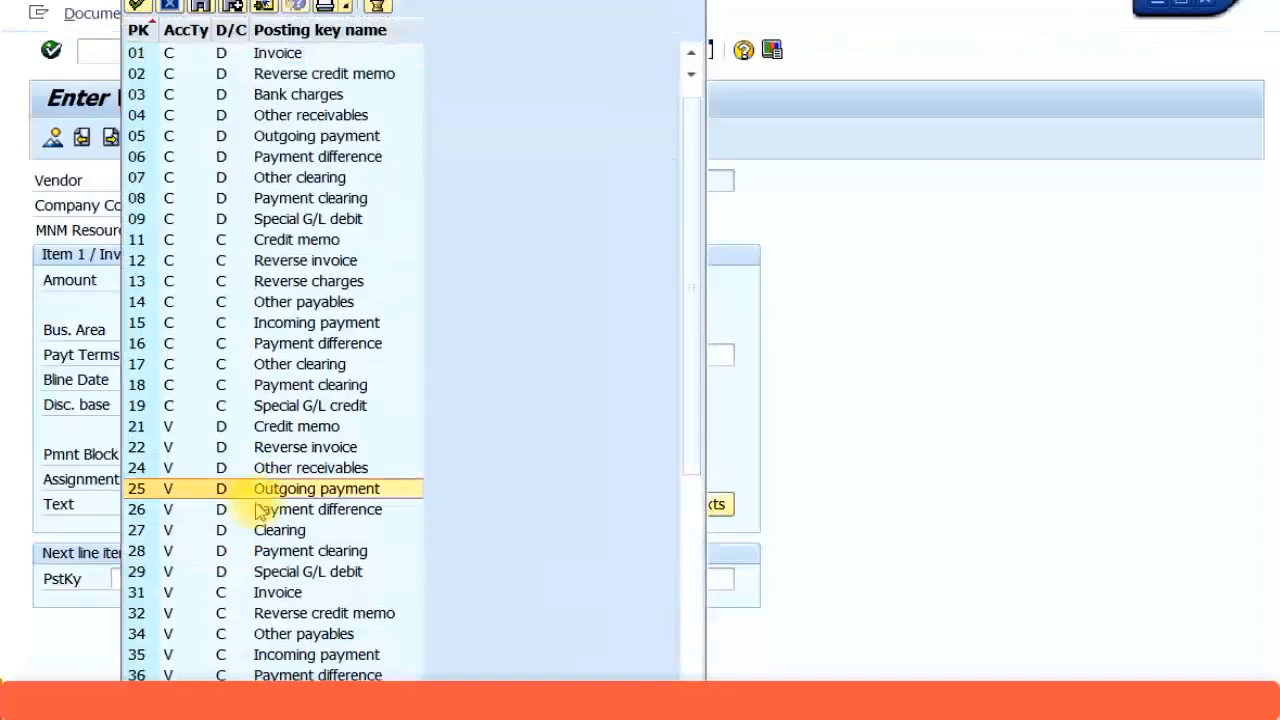 Docume
PK AccTy D/C Posting key name
01 C D Invoice
02 C D Reverse credit memo
03 C D Bank charges
04 C D Other receivables
05 C D Outgoing payment
06 C D Payment difference
07 C D Other clearing
08 C D Payment clearing
09 C D Special G/L debit
11 C C Credit memo
12 C C Reverse invoice
13 C C Reverse charges
14 C C Other payables
15 C C Incoming payment
16 C C Payment difference
17 C C Other clearing
18 C C Payment clearing
19 C C Special G/L credit
21 V D Credit memo
22 V D Reverse invoice
24 V D Other receivables
25 V D Outgoing payment
26 V D Payment difference
27 V D Clearing
28 V D Payment clearing
29 V D Special G/L debit
31 V C Invoice
32 V C Reverse credit memo
34 V C Other payables
35 V C Incoming payment
36 V C Payment difference
Enter
Vendor
Company Co
MNM Resour
Item 1 / Inv
Amount
Bus. Area
Payt Terms
Bline Date
Disc. base
Pmnt Block
Assignment
Text
xts
Next line ite
PstKy